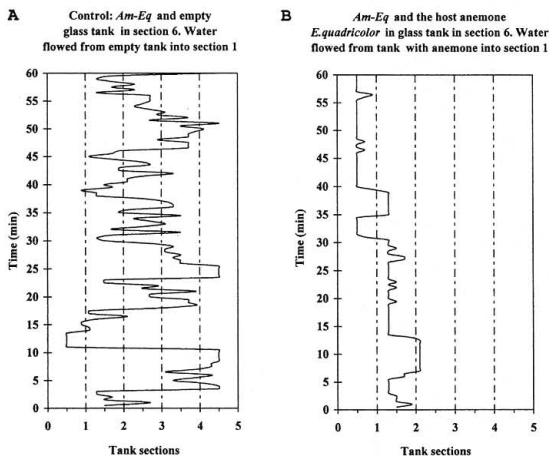 A
Control: Am-Eq and empty
glass tank in section 6. Water
flowed from empty tank into section 1
60
55
50
45
40
35
30
25
20
15
10
5
0
Time (min)
0 1 2 3 4 5
Tank sections
B
Am-Eq and the host anemone
E.quadricolor in glass tank in section 6. Water
flowed from tank with anemone into section 1
60
55
50
45
40
35
30
25
20
15
10
5
0
Time (min)
0 1 2 3 4 5
Tank sections